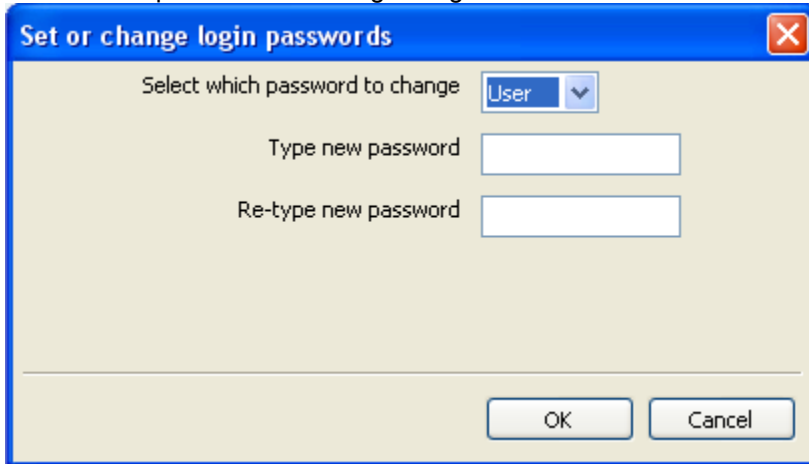 Set or change login passwords
Select which password to change User
Type new password
Re-type new password
OK Cancel